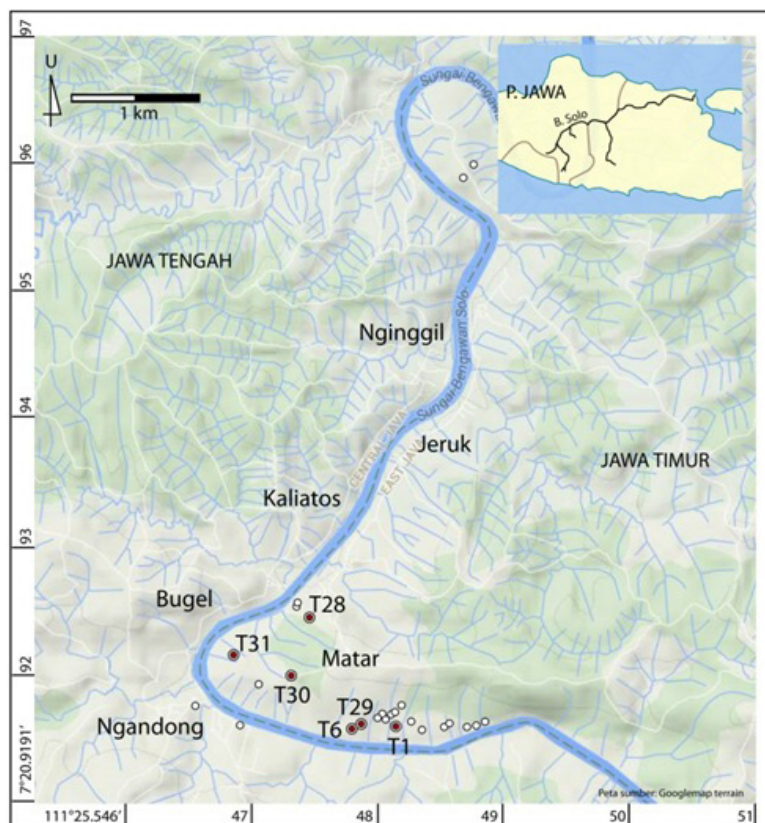 97
96
95
94
93
92
7°20.9191'
111°25.546'
47
48
49
50
51
U
1 km
Sungai Bengawan
P. JAWA
B. Solo
JAWA TENGAH
Nginggil
Sungai Bengawan Solo
Jeruk
CENTRAL JAVA
EAST JAVA
JAWA TIMUR
Kaliatos
Bugel
T28
T31
Matar
T30
T29
Ngandong
T6
T1
Peta sumber: Googlemap terrain